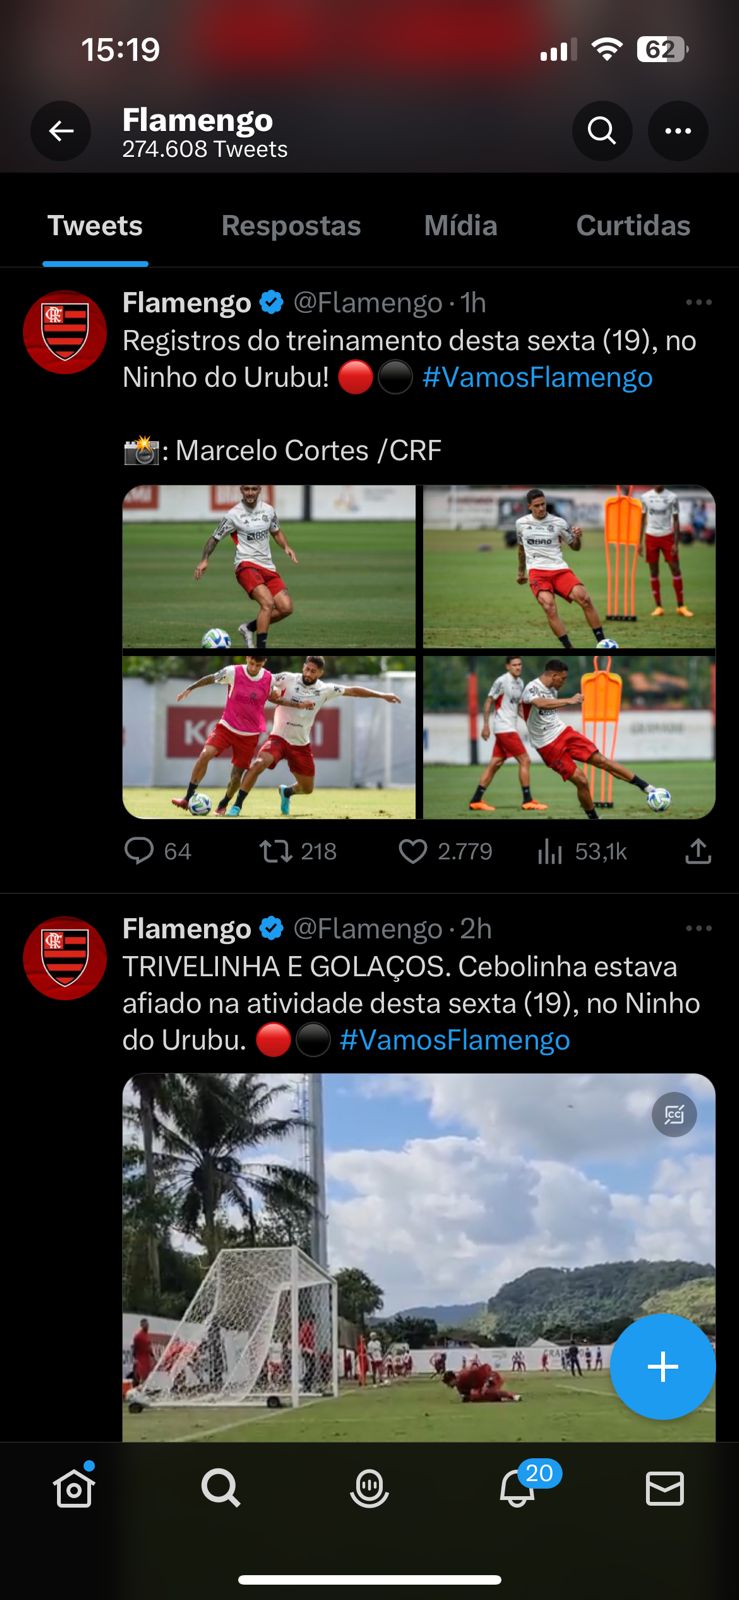 15:19
62
Flamengo
274.608 Tweets
Tweets Respostas Mídia Curtidas
Flamengo @Flamengo · 1h
Registros do treinamento desta sexta (19), no
Ninho do Urubu! 🔴⚫ #VamosFlamengo
📸: Marcelo Cortes /CRF
BRB
64 218 2.779 53,1k
Flamengo @Flamengo · 2h
TRIVELINHA E GOLAÇOS. Cebolinha estava
afiado na atividade desta sexta (19), no Ninho
do Urubu. 🔴⚫ #VamosFlamengo
CC
20